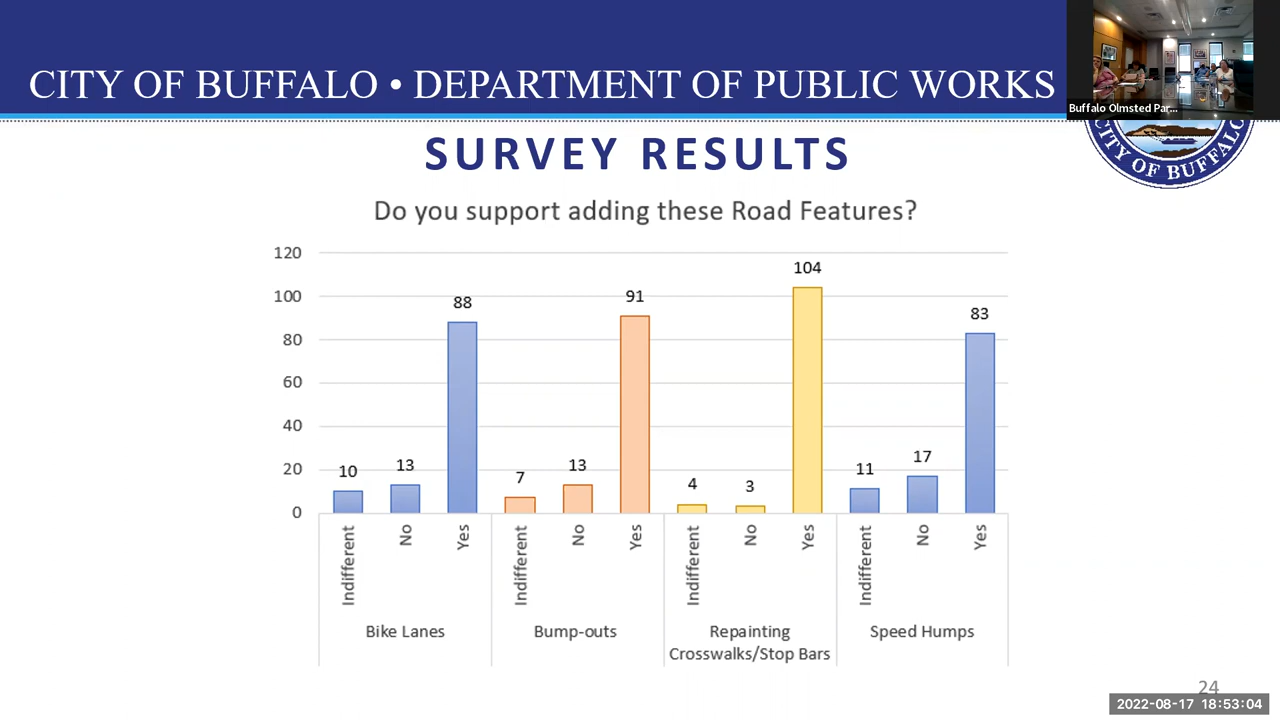 CITY OF BUFFALO • DEPARTMENT OF PUBLIC WORKS
Buffalo Olmsted Par...
CITY OF BUFFALO
SURVEY RESULTS
Do you support adding these Road Features?
120
100
80
60
40
20
0
10
13
88
7
13
91
4
3
104
11
17
83
Indifferent
No
Yes
Indifferent
No
Yes
Indifferent
No
Yes
Indifferent
No
Yes
Bike Lanes
Bump-outs
Repainting
Crosswalks/Stop Bars
Speed Humps
24
2022-08-17 18:53:04